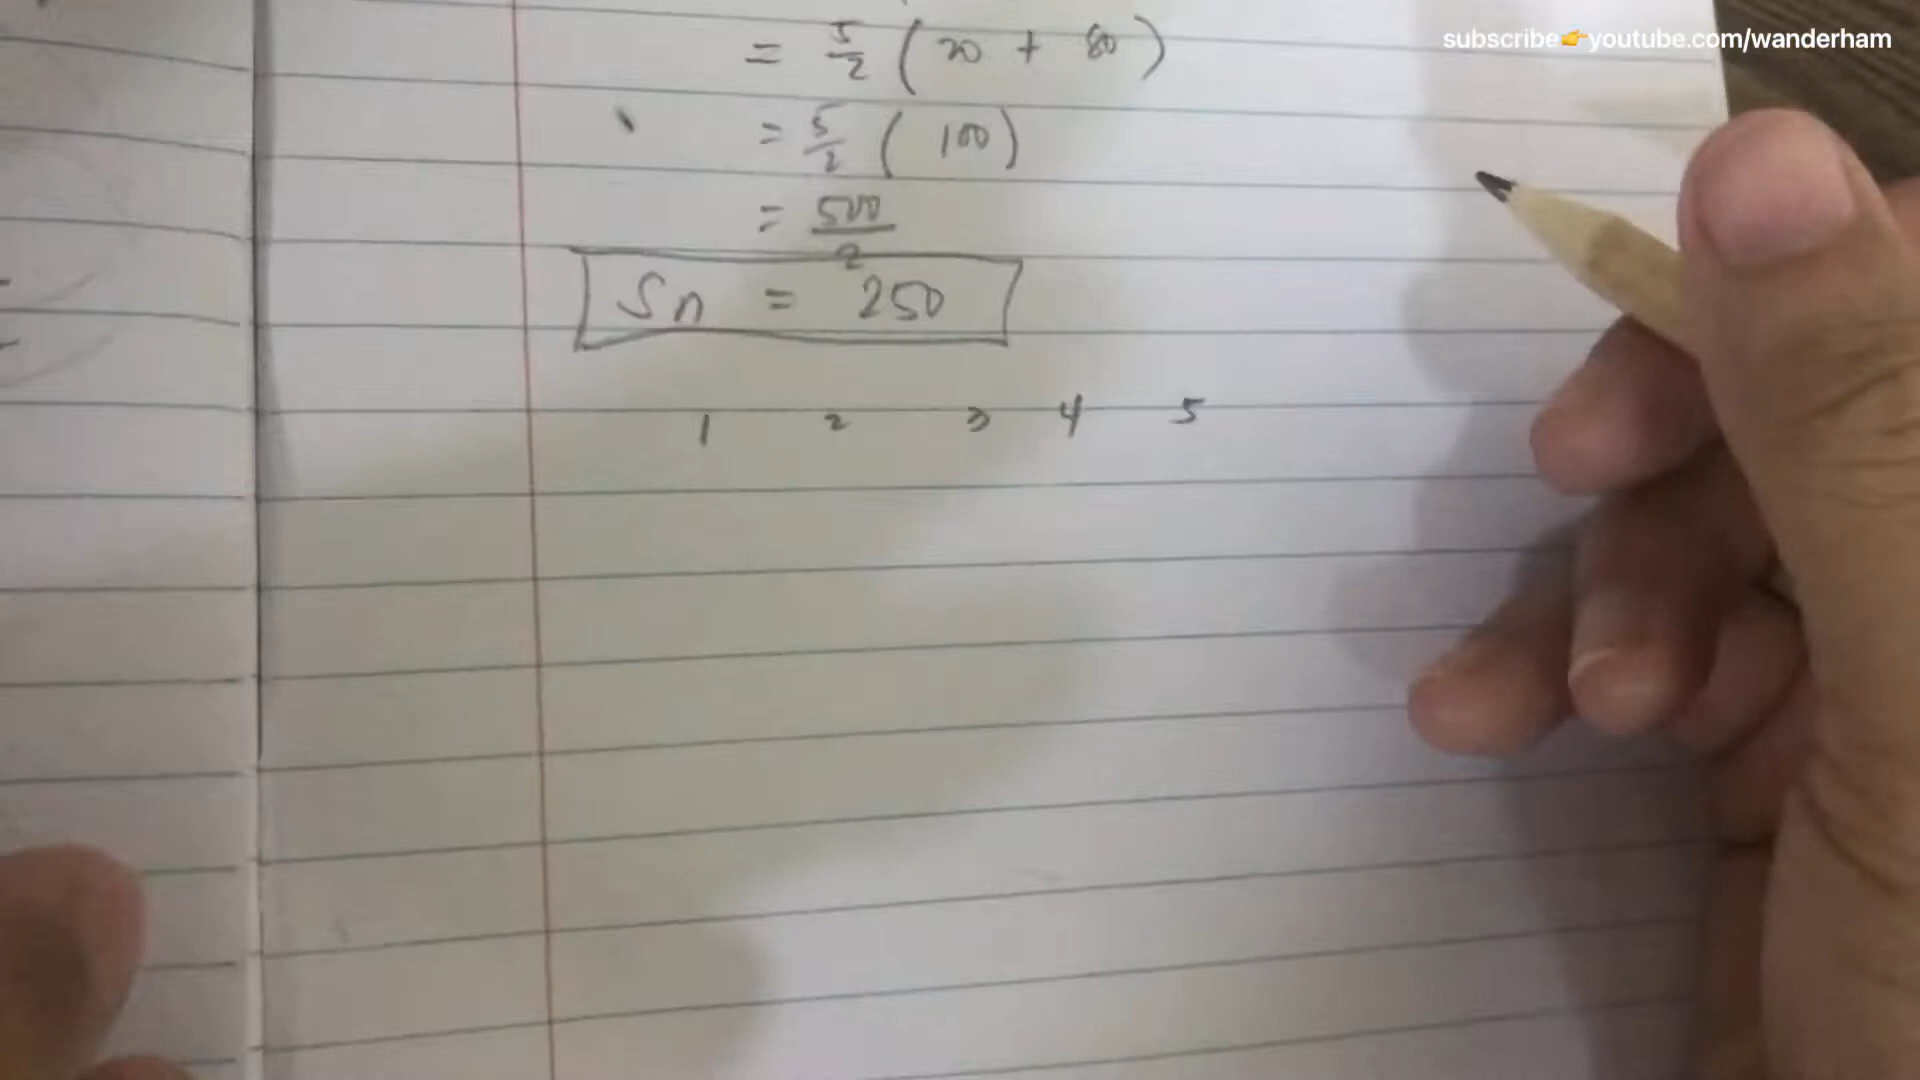 subscribe👉youtube.com/wanderham
= 5/2 ( 20 + 80 )
= 5/2 ( 100 )
= 500/2
Sn = 250
1 2 3 4 5